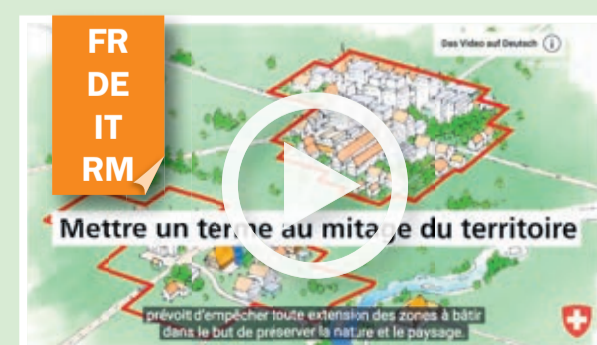 FR
DE
IT
RM
Das Video auf Deutsch
Mettre un terme au mitage du territoire
prévoit d'empêcher toute extension des zones à bâtir
dans le but de préserver la nature et le paysage.